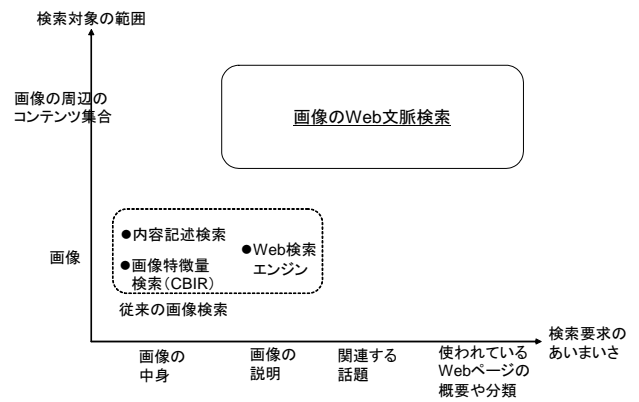 検索対象の範囲
画像の周辺の
コンテンツ集合
画像のWeb文脈検索
●内容記述検索
●画像特徴量
検索(CBIR)
●Web検索
エンジン
画像
従来の画像検索
画像の
中身
画像の
説明
関連する
話題
使われている
Webページの
概要や分類
検索要求の
あいまいさ